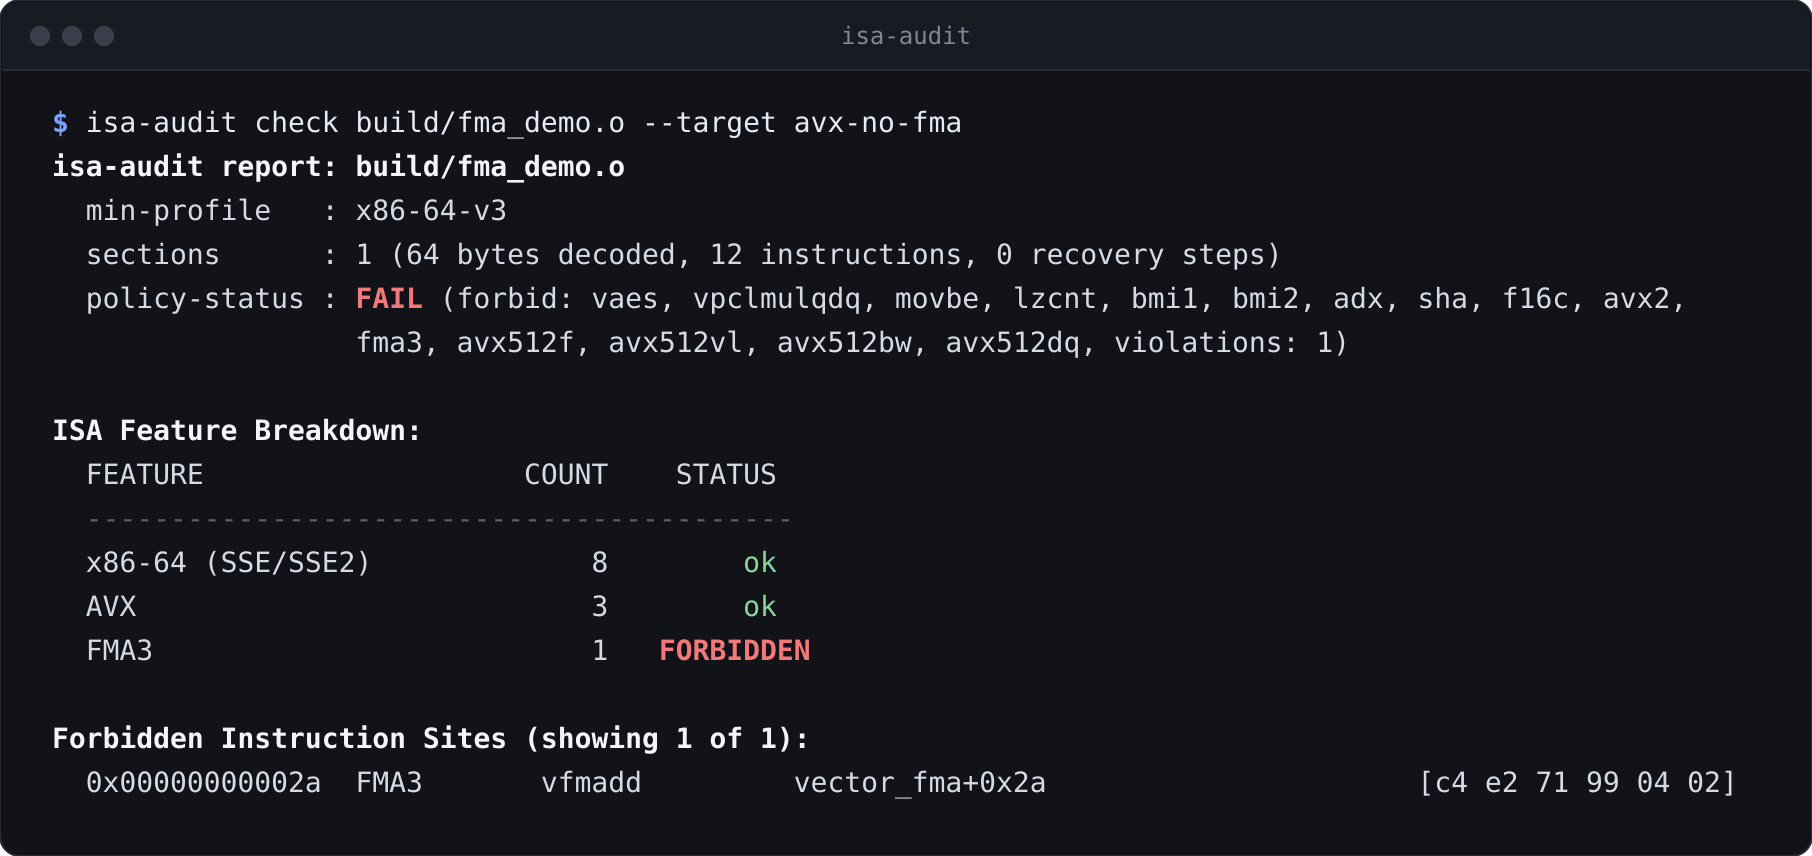 isa-audit
$ isa-audit check build/fma_demo.o --target avx-no-fma
isa-audit report: build/fma_demo.o
min-profile : x86-64-v3
sections : 1 (64 bytes decoded, 12 instructions, 0 recovery steps)
policy-status : FAIL (forbid: vaes, vpclmulqdq, movbe, lzcnt, bmi1, bmi2, adx, sha, f16c, avx2,
fma3, avx512f, avx512vl, avx512bw, avx512dq, violations: 1)
ISA Feature Breakdown:
FEATURE COUNT STATUS
------------------------------------------
x86-64 (SSE/SSE2) 8 ok
AVX 3 ok
FMA3 1 FORBIDDEN
Forbidden Instruction Sites (showing 1 of 1):
0x00000000002a FMA3 vfmadd vector_fma+0x2a [c4 e2 71 99 04 02]